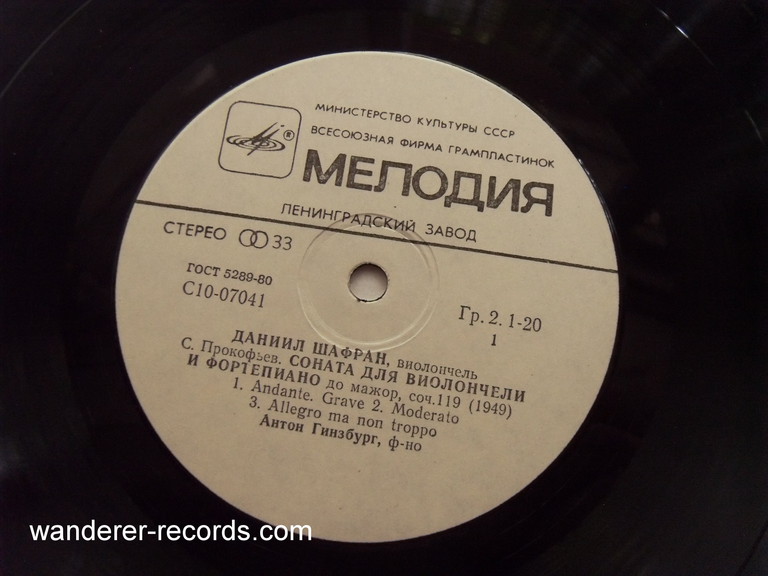 МИНИСТЕРСТВО КУЛЬТУРЫ СССР
ВСЕСОЮЗНАЯ ФИРМА ГРАМПЛАСТИНОК
®
МЕЛОДИЯ
ЛЕНИНГРАДСКИЙ ЗАВОД
СТЕРЕО 33
ГОСТ 5289-80
С10-07041
Гр. 2. 1-20
1
ДАНИИЛ ШАФРАН, виолончель
С. Прокофьев. СОНАТА ДЛЯ ВИОЛОНЧЕЛИ
И ФОРТЕПИАНО до мажор, соч.119 (1949)
1. Andante. Grave 2. Moderato
3. Allegro ma non troppo
Антон Гинзбург, ф-но
wanderer-records.com